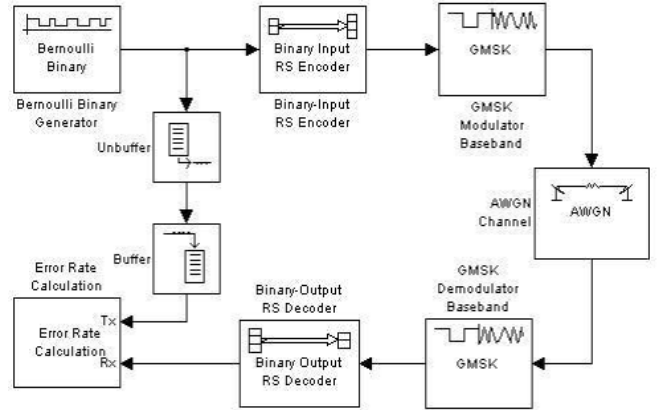 Bernoulli
Binary
Bernoulli Binary
Generator
Binary Input
RS Encoder
Binary-Input
RS Encoder
GMSK
GMSK
Modulator
Baseband
Unbuffer
AWGN
Channel
AWGN
Buffer
Error Rate
Calculation
Tx
Error Rate
Calculation
Rx
Binary-Output
RS Decoder
Binary Output
RS Decoder
GMSK
Demodulator
Baseband
GMSK